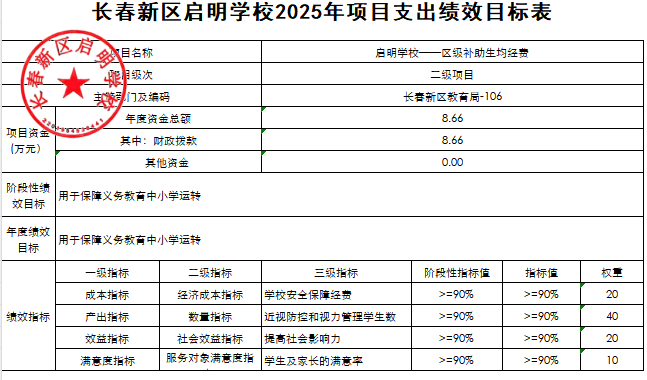 长春新区启明学校2025年项目支出绩效目标表
项目名称 启明学校——区级补助生均经费
项目级次 二级项目
主管部门及编码 长春新区教育局-106
项目资金(万元) 年度资金总额 8.66
其中：财政拨款 8.66
其他资金 0.00
阶段性绩效目标 用于保障义务教育中小学运转
年度绩效目标 用于保障义务教育中小学运转
绩效指标 一级指标 二级指标 三级指标 阶段性指标值 指标值 权重
成本指标 经济成本指标 学校安全保障经费 >=90% >=90% 20
产出指标 数量指标 近视防控和视力管理学生数 >=90% >=90% 40
效益指标 社会效益指标 提高社会影响力 >=90% >=90% 20
满意度指标 服务对象满意度指 学生及家长的满意率 >=90% >=90% 10
长春新区启明学校